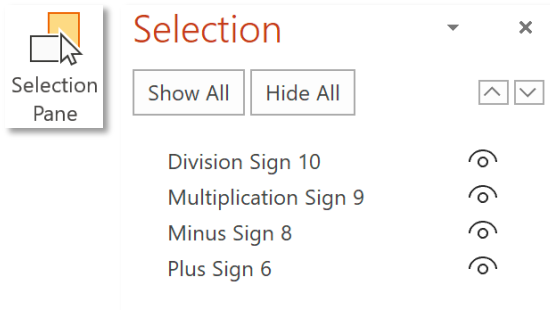 Selection
Pane
Selection
Show All Hide All
Division Sign 10
Multiplication Sign 9
Minus Sign 8
Plus Sign 6